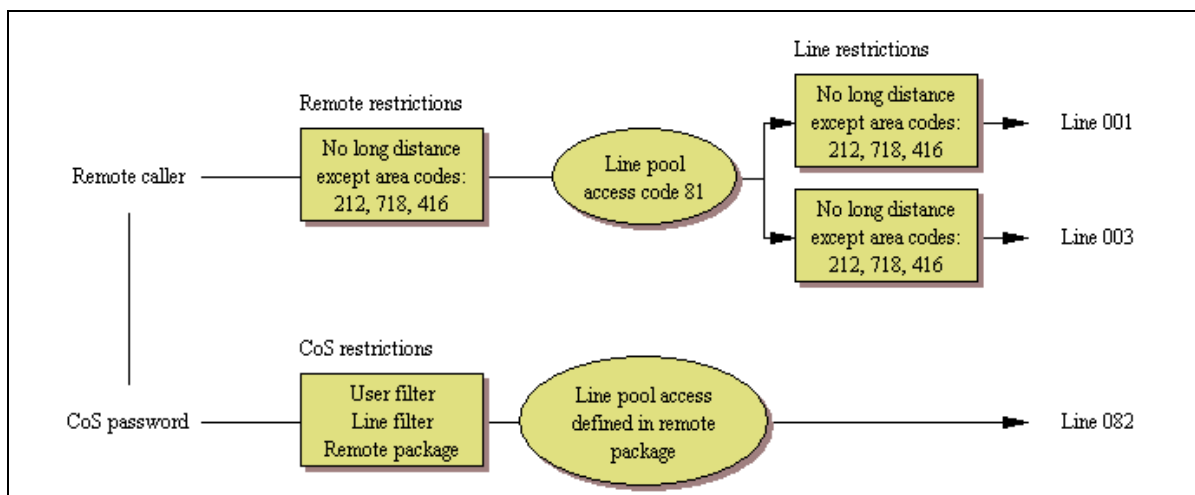 Line restrictions
Remote restrictions
No long distance
except area codes:
212, 718, 416
Line 001
Remote caller
No long distance
except area codes:
212, 718, 416
Line pool
access code 81
No long distance
except area codes:
212, 718, 416
Line 003
CoS restrictions
CoS password
User filter
Line filter
Remote package
Line pool access
defined in remote
package
Line 082